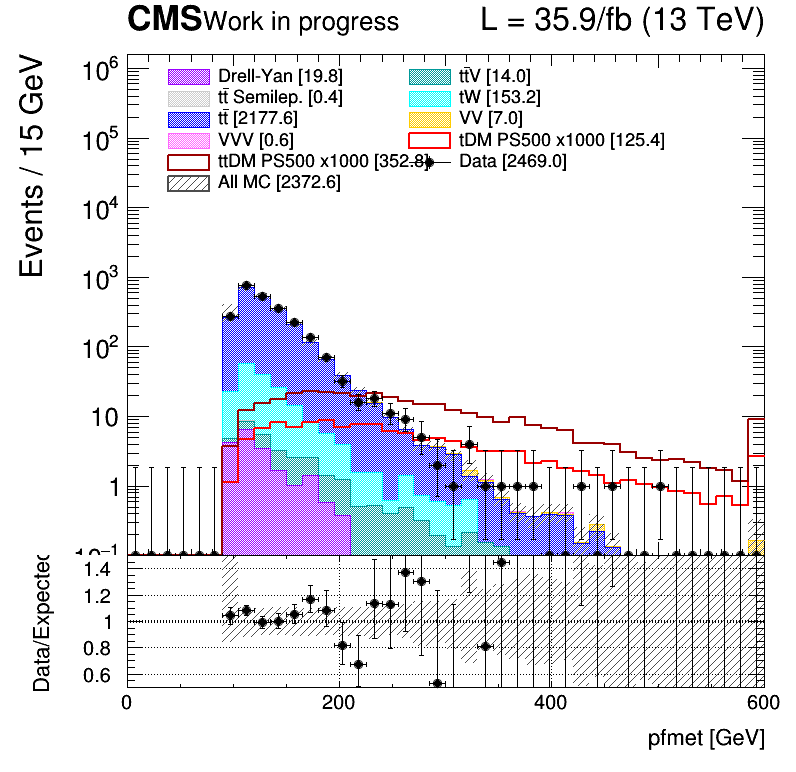 CMS Work in progress L = 35.9/fb (13 TeV)
Events / 15 GeV
10⁶
10⁵
10⁴
10³
10²
10
1
10⁻¹
Drell-Yan [19.8] tt̄V [14.0]
tt̄ Semilep. [0.4] tW [153.2]
tt̄ [2177.6] VV [7.0]
VVV [0.6] tDM PS500 x1000 [125.4]
ttDM PS500 x1000 [352.8] Data [2469.0]
All MC [2372.6]
Data/Expected
1.4
1.2
1
0.8
0.6
0 200 400 600
pfmet [GeV]